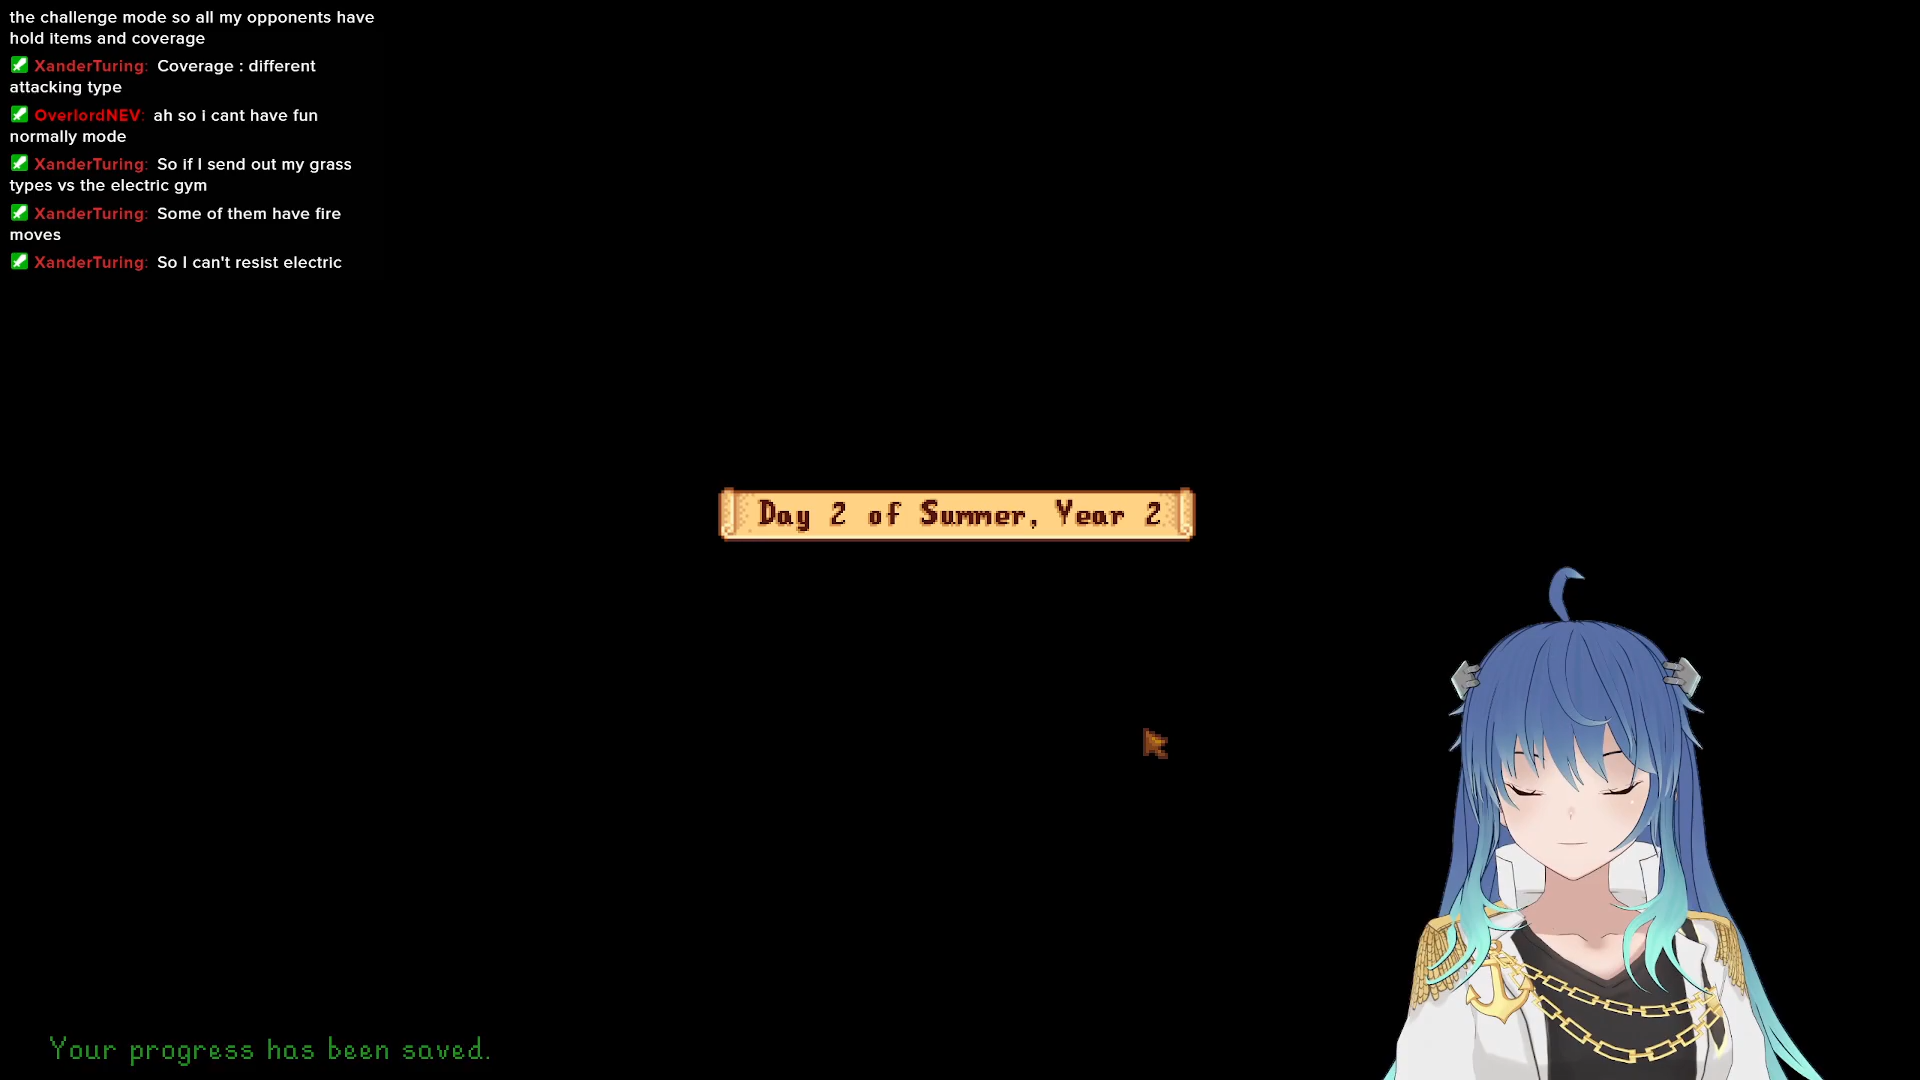 the challenge mode so all my opponents have
hold items and coverage
XanderTuring: Coverage : different
attacking type
OverlordNEV: ah so i cant have fun
normally mode
XanderTuring: So if I send out my grass
types vs the electric gym
XanderTuring: Some of them have fire
moves
XanderTuring: So I can't resist electric
Day 2 of Summer, Year 2
Your progress has been saved.